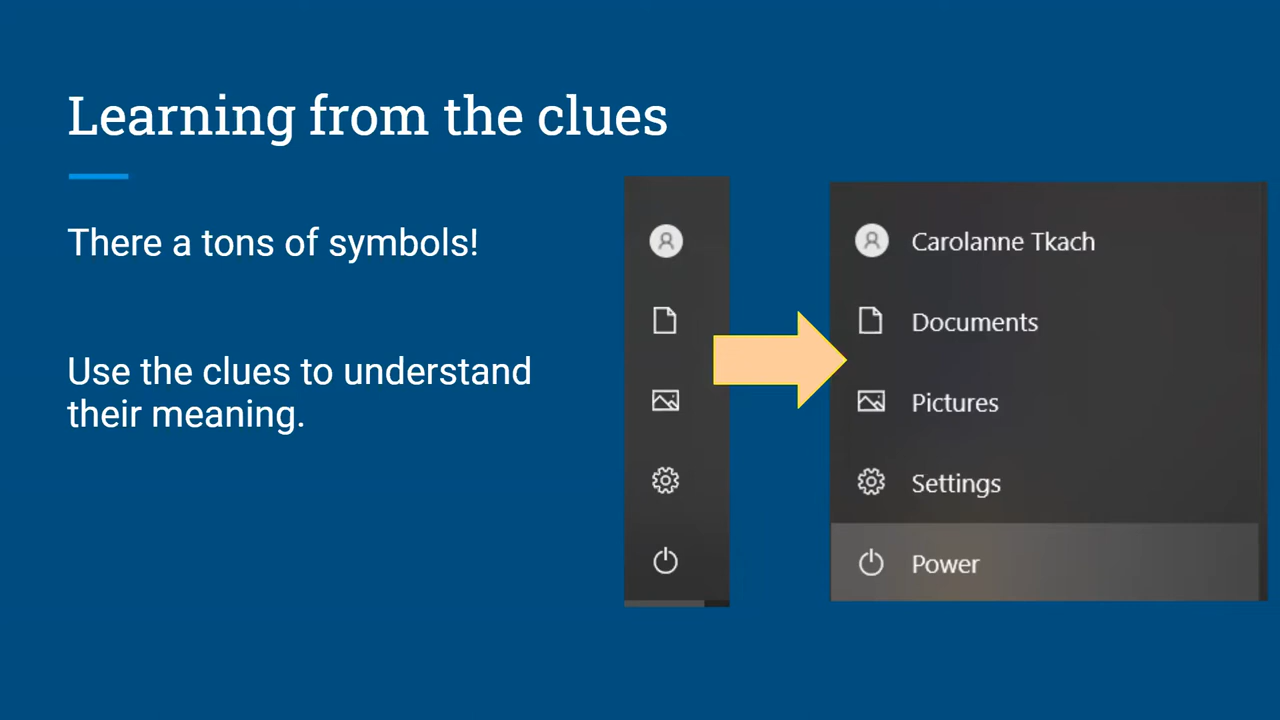 Learning from the clues
There a tons of symbols!
Use the clues to understand
their meaning.
Carolanne Tkach
Documents
Pictures
Settings
Power